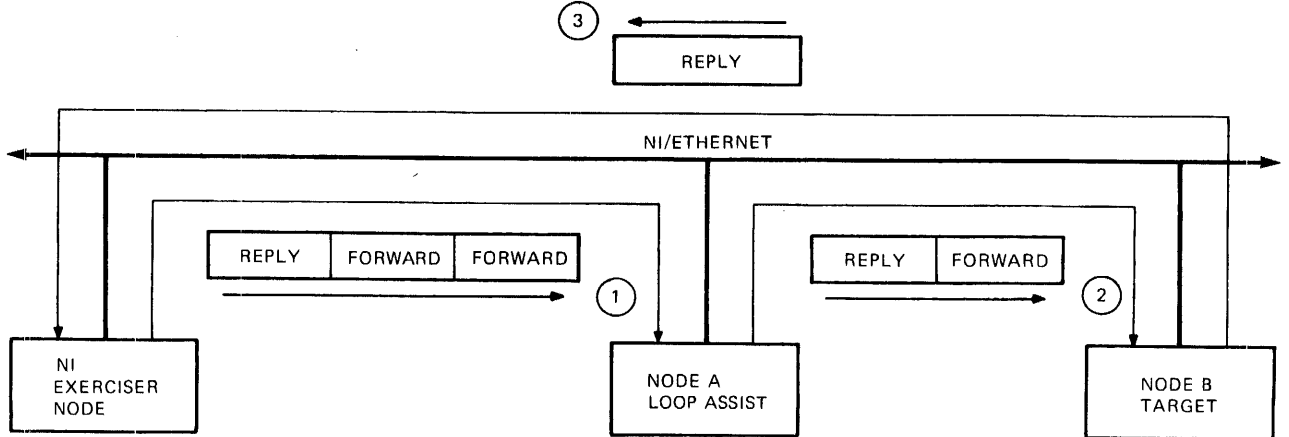 3
REPLY
NI/ETHERNET
REPLY FORWARD FORWARD
1
REPLY FORWARD
2
NI
EXERCISER
NODE
NODE A
LOOP ASSIST
NODE B
TARGET